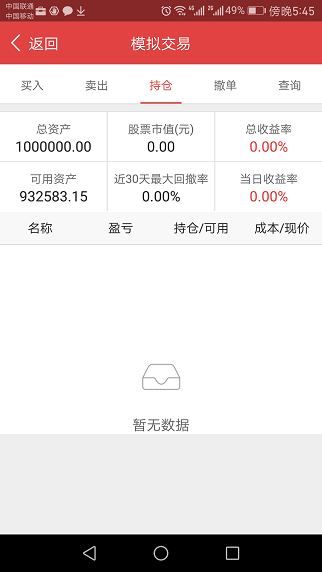 中国联通
中国移动
49% 傍晚5:45
返回 模拟交易
买入 卖出 持仓 撤单 查询
总资产 股票市值(元) 总收益率
1000000.00 0.00 0.00%
可用资产 近30天最大回撤率 当日收益率
932583.15 0.00% 0.00%
名称 盈亏 持仓/可用 成本/现价
暂无数据